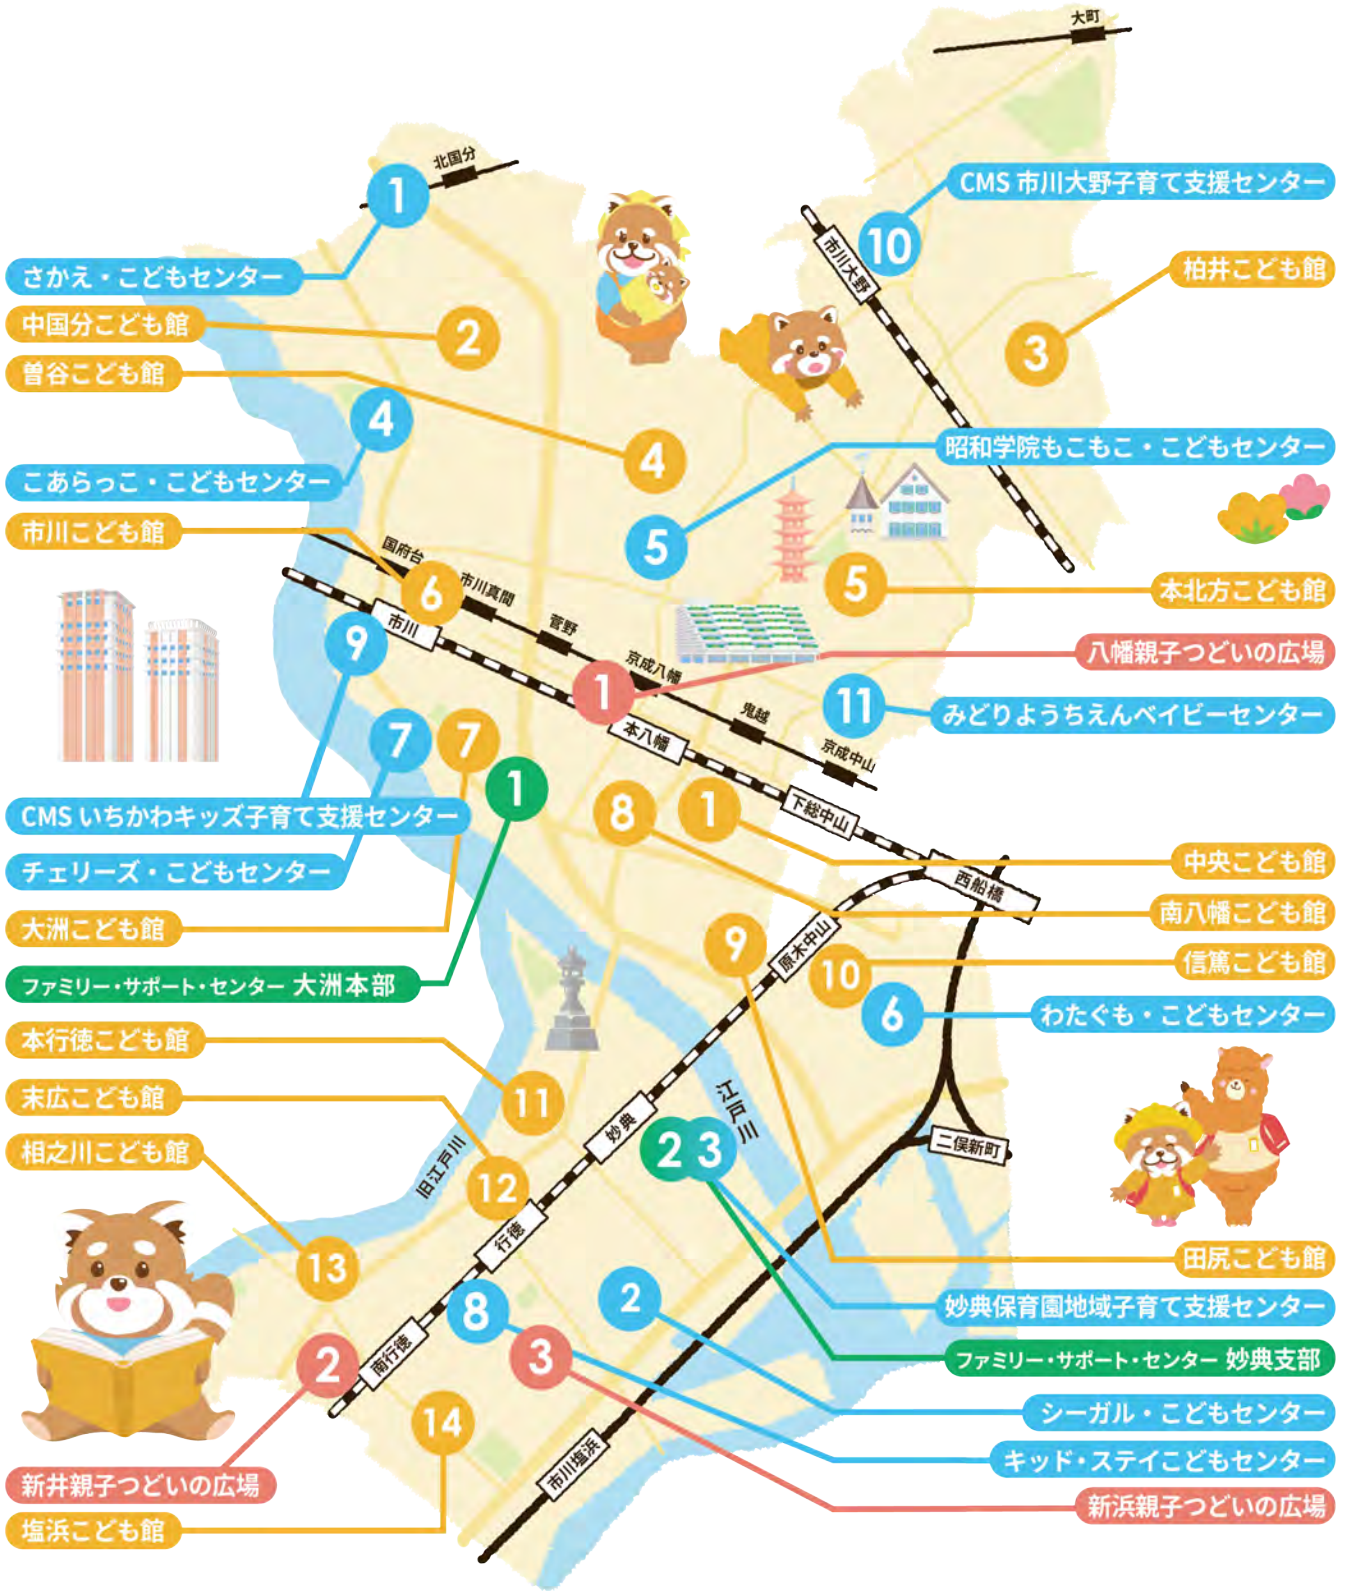 大町
北国分
1
CMS 市川大野子育て支援センター
10
市川大野
さかえ・こどもセンター
柏井こども館
中国分こども館
2
3
曽谷こども館
4
昭和学院もこもこ・こどもセンター
4
こあらっこ・こどもセンター
市川こども館
5
国府台
6
市川真間
5
本北方こども館
市川
菅野
9
京成八幡
八幡親子つどいの広場
1
鬼越
11
みどりようちえんベイビーセンター
7
7
本八幡
京成中山
1
8
1
下総中山
CMS いちかわキッズ子育て支援センター
チェリーズ・こどもセンター
中央こども館
西船橋
大洲こども館
南八幡こども館
9
原木中山
10
信篤こども館
ファミリー・サポート・センター 大洲本部
6
わたぐも・こどもセンター
本行徳こども館
末広こども館
11
江戸川
妙典
相之川こども館
2
3
二俣新町
旧江戸川
12
行徳
13
田尻こども館
8
2
妙典保育園地域子育て支援センター
2
南行徳
3
ファミリー・サポート・センター 妙典支部
14
シーガル・こどもセンター
市川塩浜
キッド・ステイこどもセンター
新井親子つどいの広場
新浜親子つどいの広場
塩浜こども館